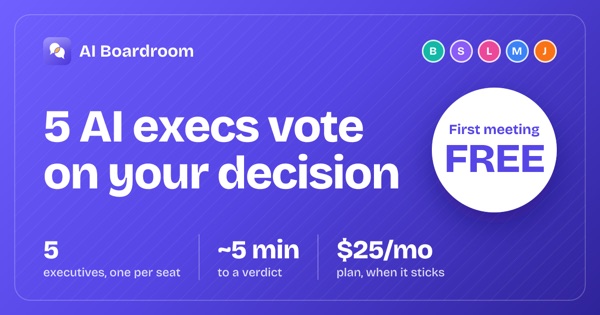 AI Boardroom
B S L M J
5 AI execs vote
on your decision
First meeting
FREE
5
executives, one per seat
~5 min
to a verdict
$25/mo
plan, when it sticks